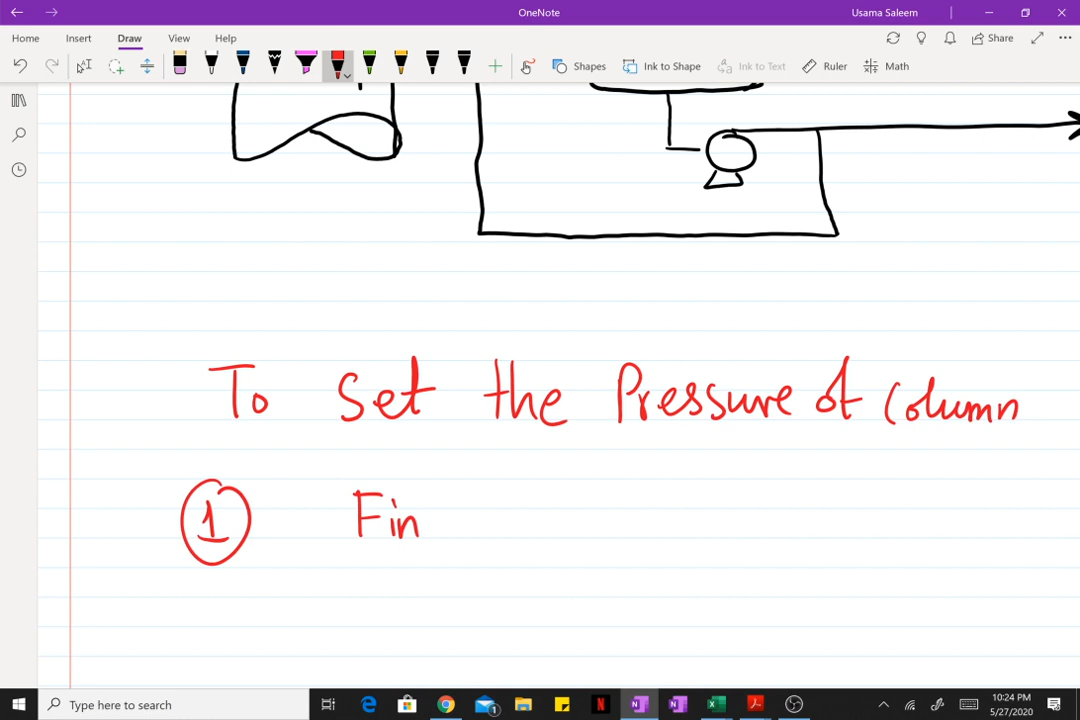 OneNote
Usama Saleem
Home Insert Draw View Help
Share
Shapes Ink to Shape Ink to Text Ruler Math
To Set the Pressure of Column
1 Fin
Type here to search
1
10:24 PM
5/27/2020